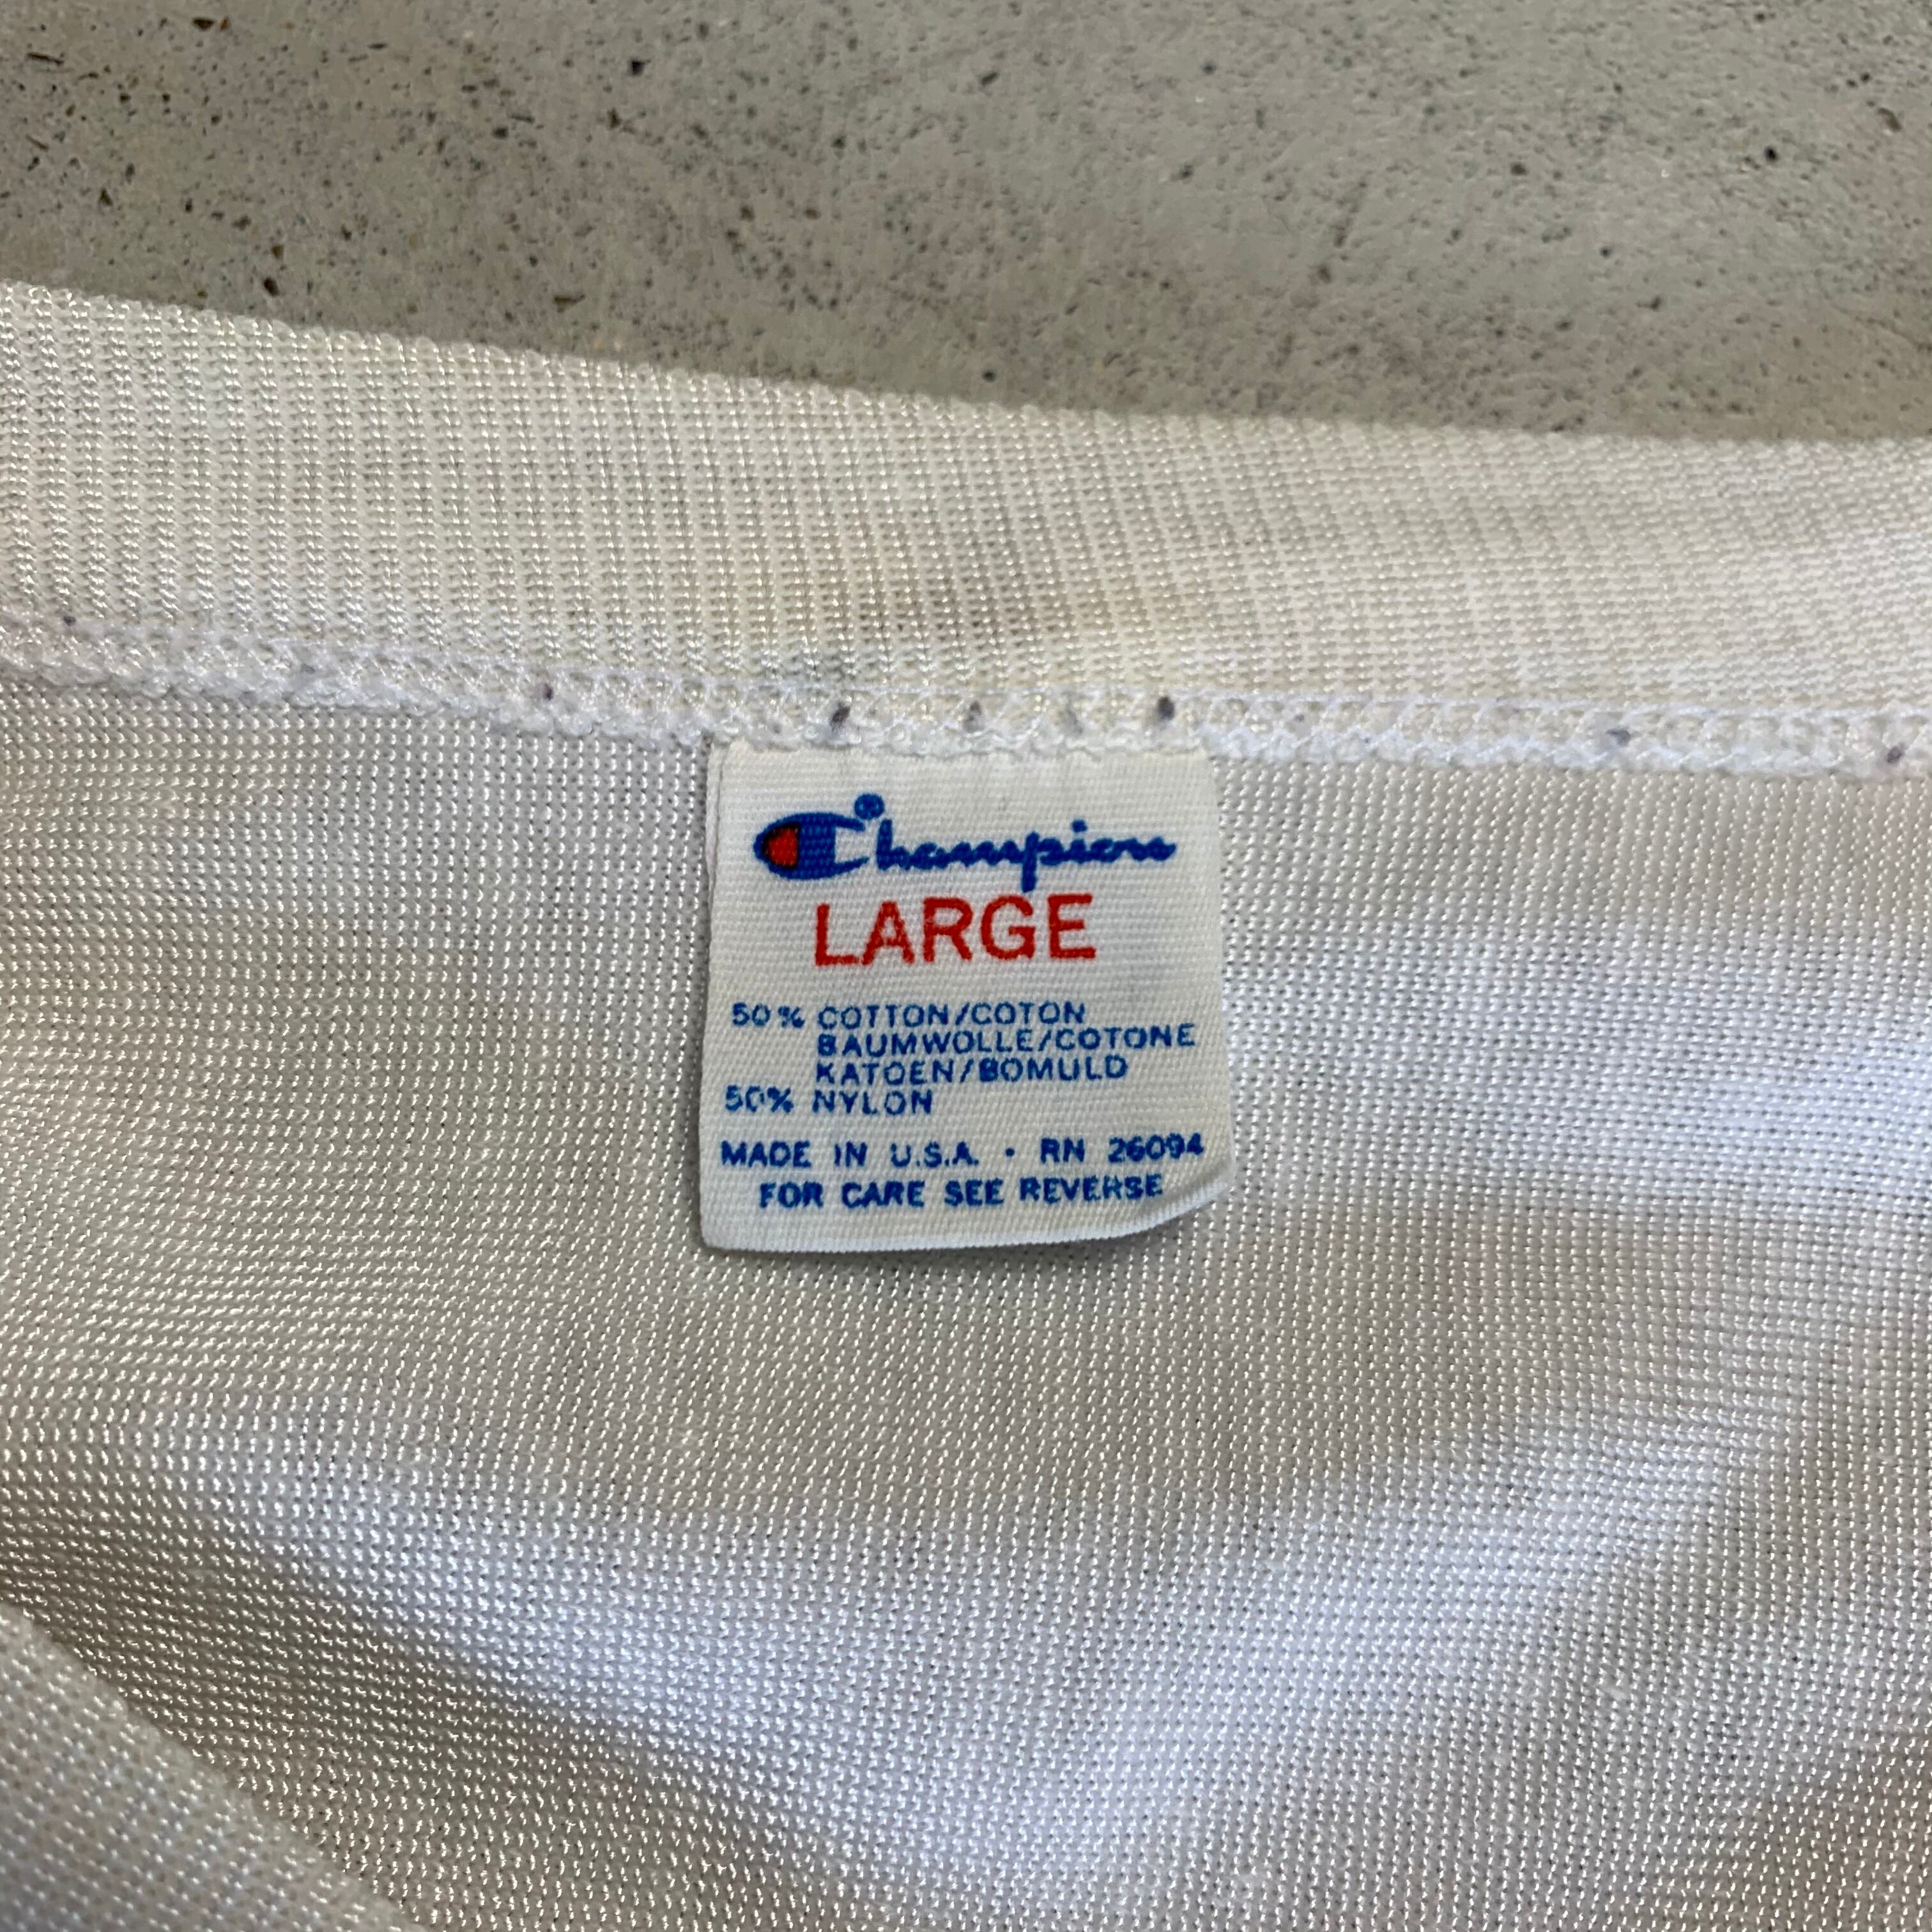 Champion®
LARGE
50% COTTON/COTON
BAUMWOLLE/COTONE
KATOEN/BOMULD
50% NYLON
MADE IN U.S.A. • RN 26094
FOR CARE SEE REVERSE